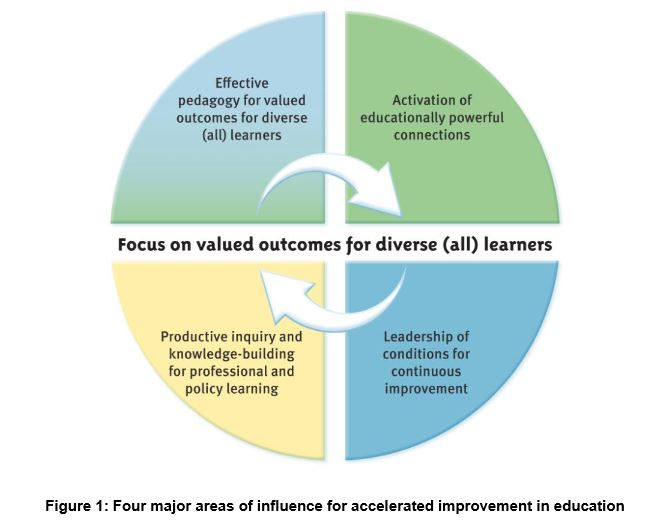 Effective
pedagogy for valued
outcomes for diverse
(all) learners
Activation of
educationally powerful
connections
Focus on valued outcomes for diverse (all) learners
Productive inquiry and
knowledge-building
for professional and
policy learning
Leadership of
conditions for
continuous
improvement
Figure 1: Four major areas of influence for accelerated improvement in education